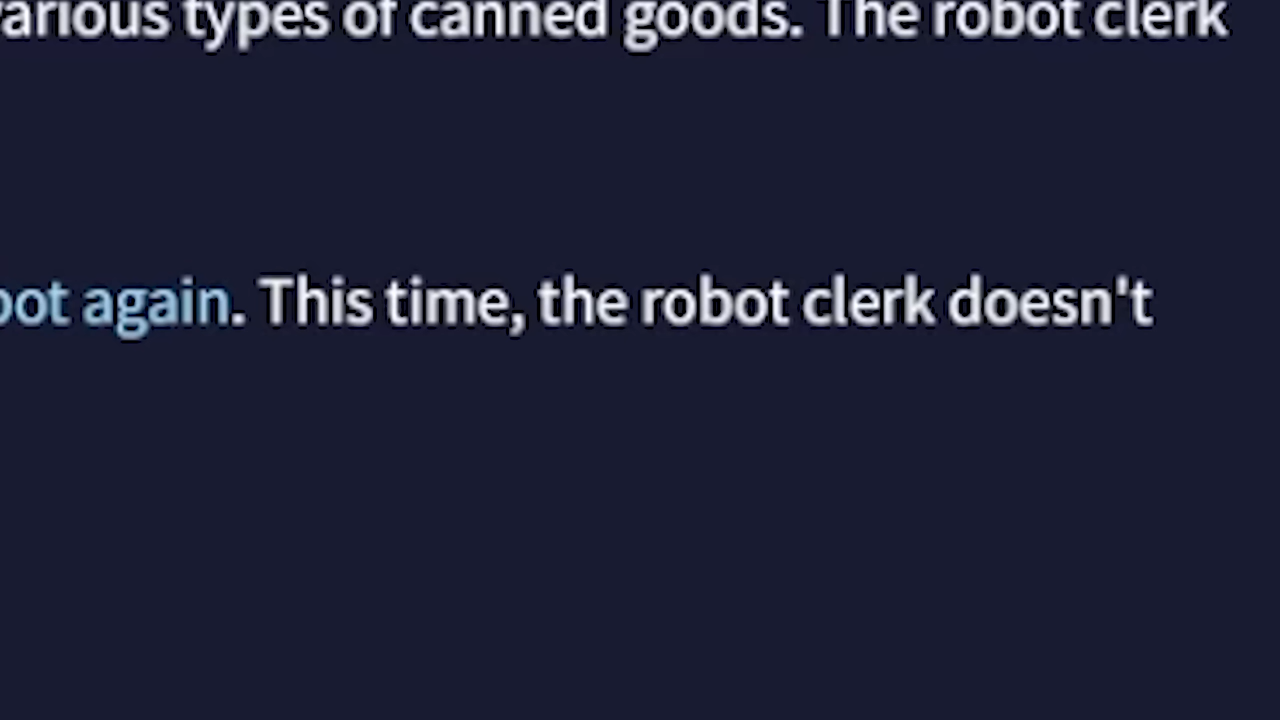 various types of canned goods. The robot clerk
bot again. This time, the robot clerk doesn't